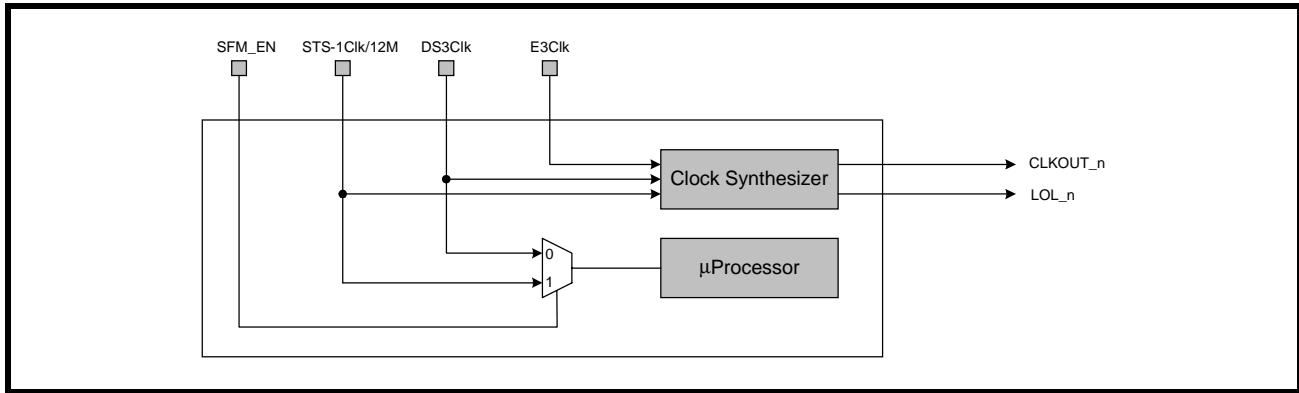 SFM_EN STS-1Clk/12M DS3Clk E3Clk
Clock Synthesizer
CLKOUT_n
LOL_n
0
1
μProcessor